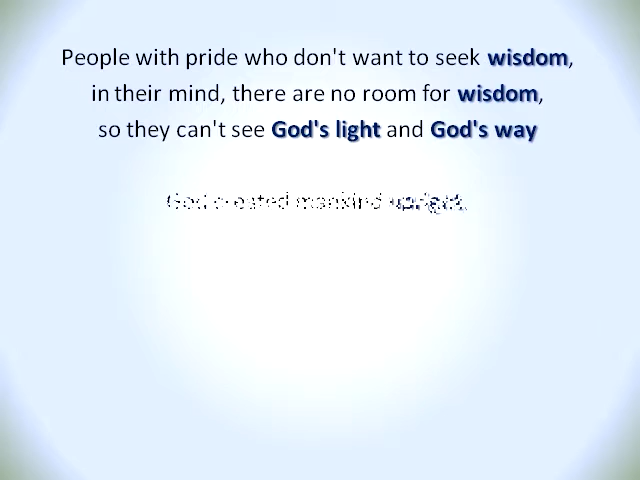 People with pride who don't want to seek wisdom,
in their mind, there are no room for wisdom,
so they can't see God's light and God's way
God created mankind upright,